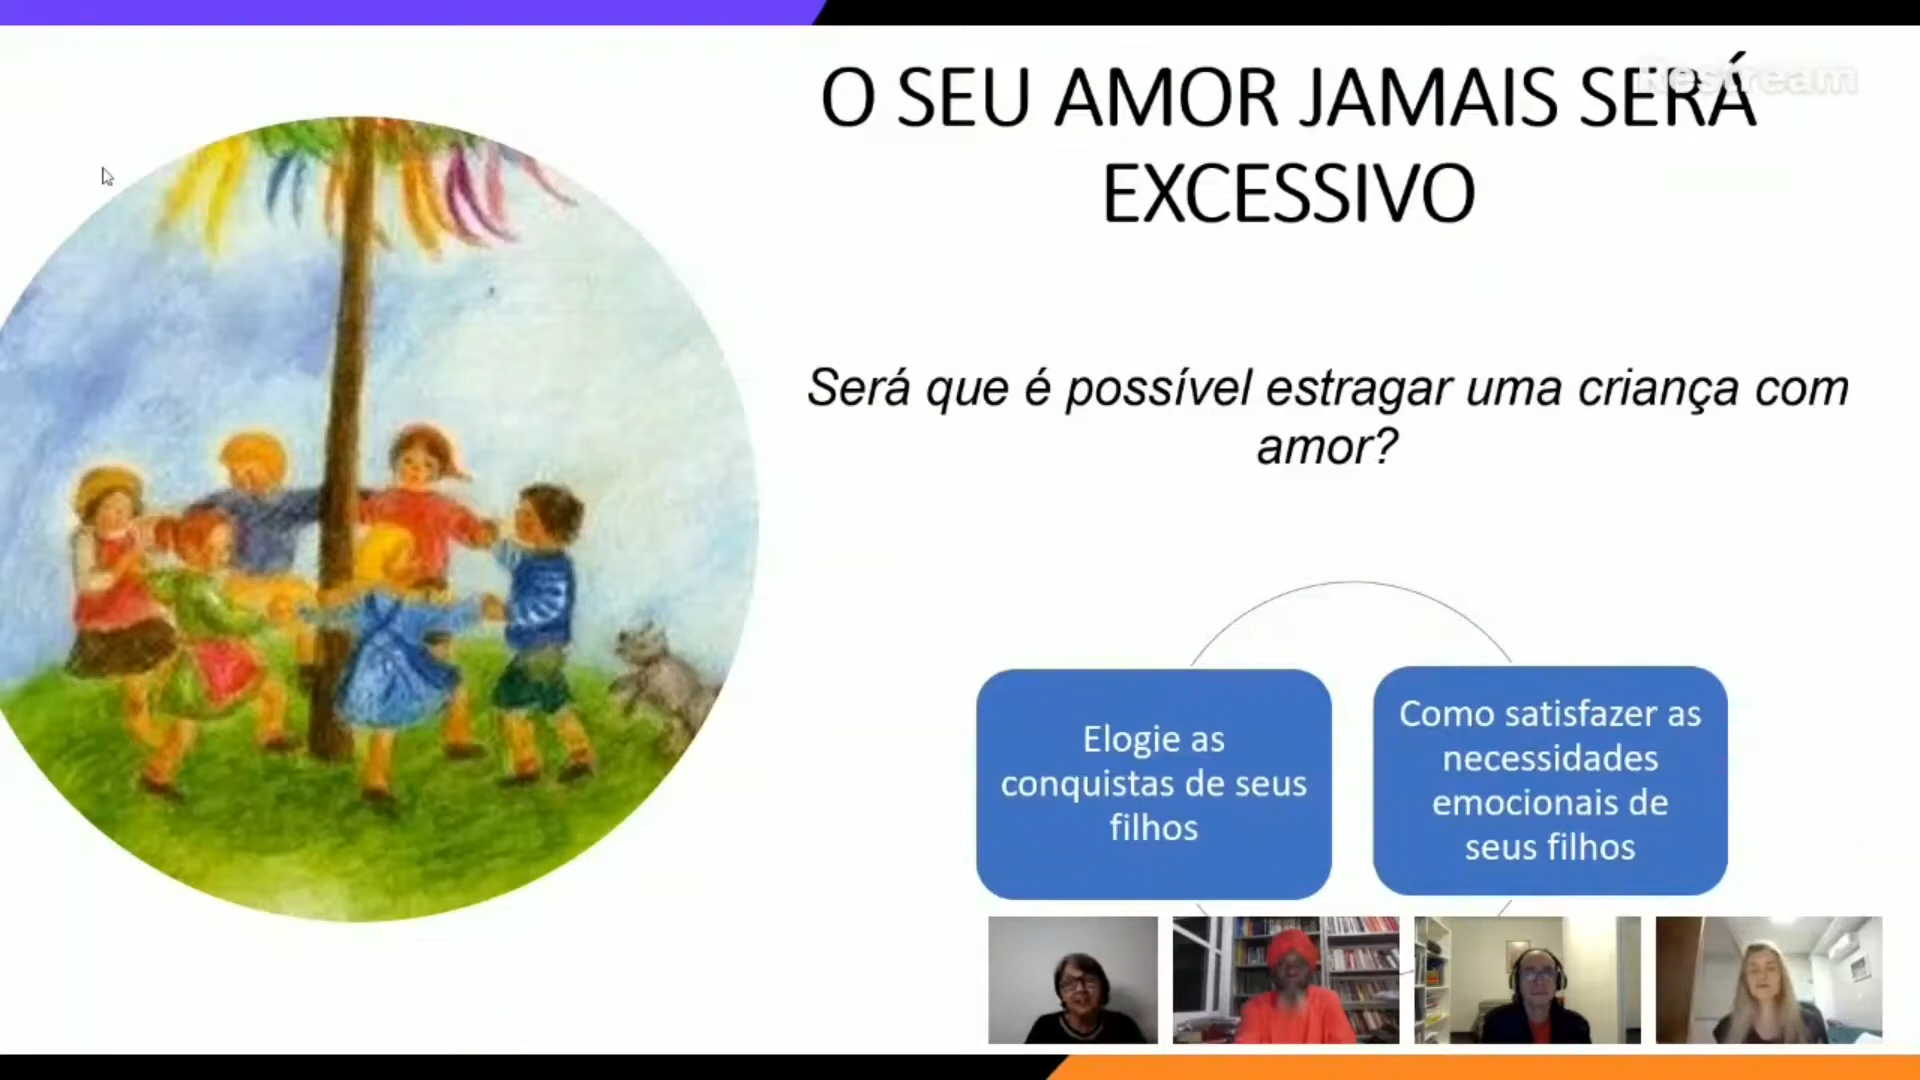 O SEU AMOR JAMAIS SERÁ
EXCESSIVO
Restream
Será que é possível estragar uma criança com
amor?
Elogie as
conquistas de seus
filhos
Como satisfazer as
necessidades
emocionais de
seus filhos